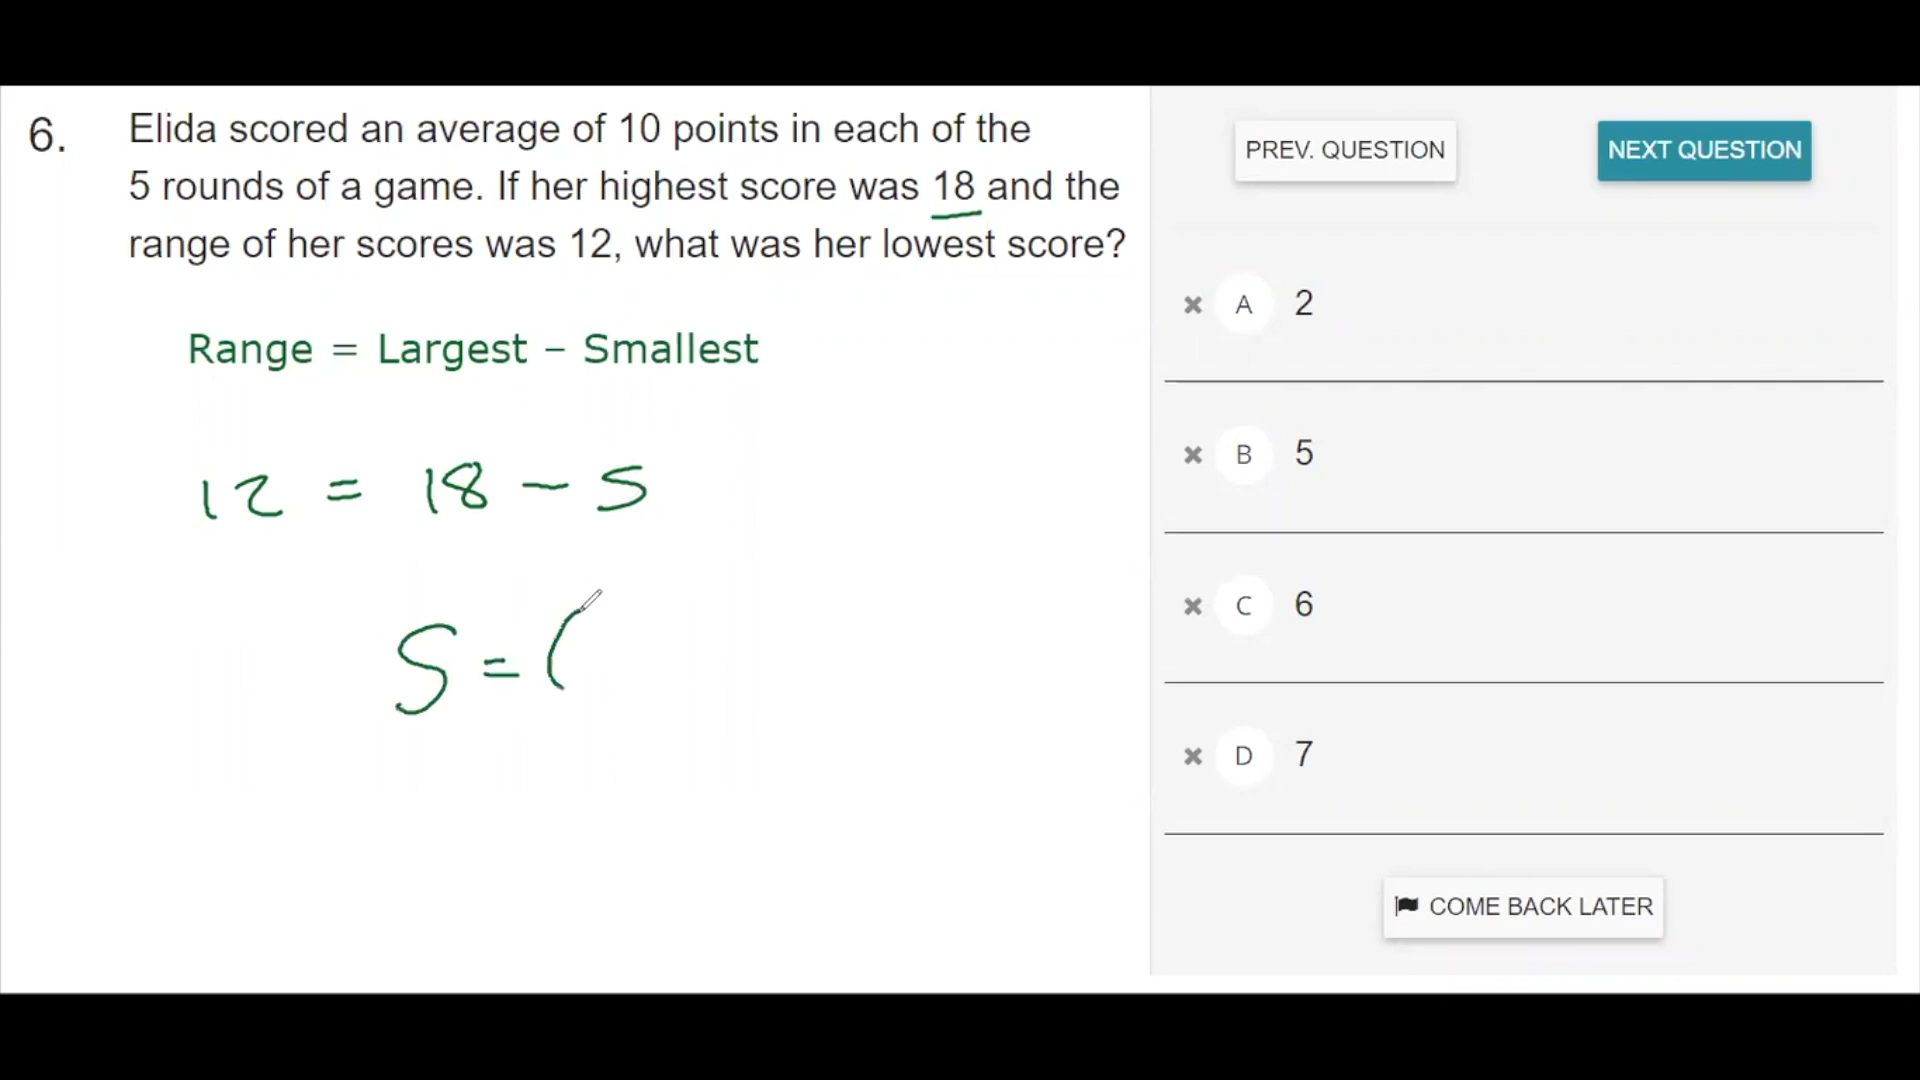 6.
Elida scored an average of 10 points in each of the
5 rounds of a game. If her highest score was 18 and the
range of her scores was 12, what was her lowest score?
Range = Largest – Smallest
12 = 18 - S
S = (
PREV. QUESTION
NEXT QUESTION
× A 2
× B 5
× C 6
× D 7
COME BACK LATER